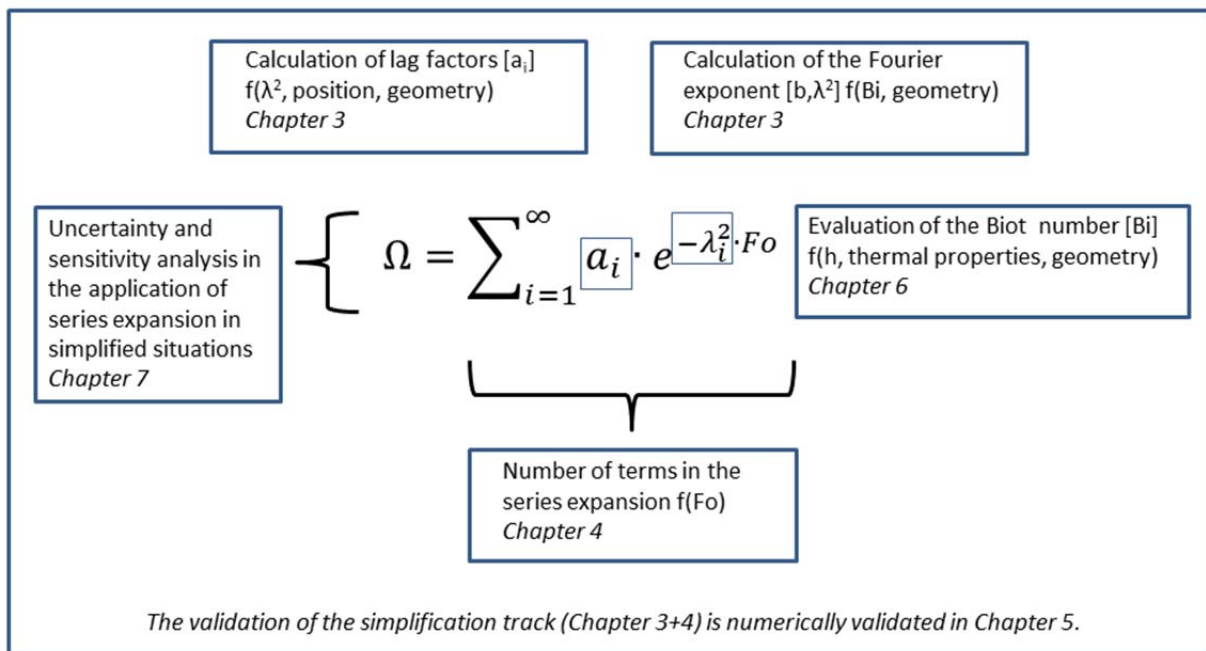 Calculation of lag factors [aᵢ]
f(λ², position, geometry)
Chapter 3
Calculation of the Fourier
exponent [b,λ²] f(Bi, geometry)
Chapter 3
Uncertainty and
sensitivity analysis in
the application of
series expansion in
simplified situations
Chapter 7
Ω = ∑_{i=1}^{∞} aᵢ · e^{−λᵢ²·Fo}
Evaluation of the Biot  number [Bi]
f(h, thermal properties, geometry)
Chapter 6
Number of terms in the
series expansion f(Fo)
Chapter 4
The validation of the simplification track (Chapter 3+4) is numerically validated in Chapter 5.